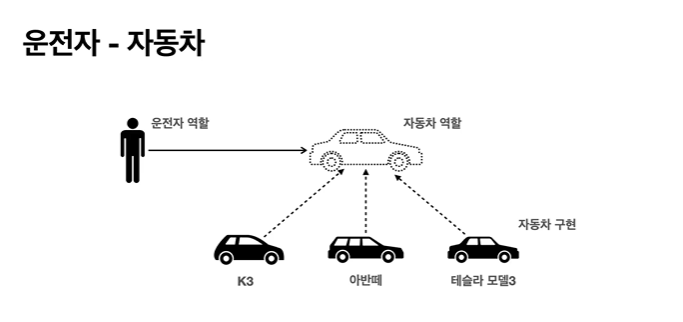 운전자 - 자동차
운전자 역할
자동차 역할
자동차 구현
K3
아반떼
테슬라 모델3